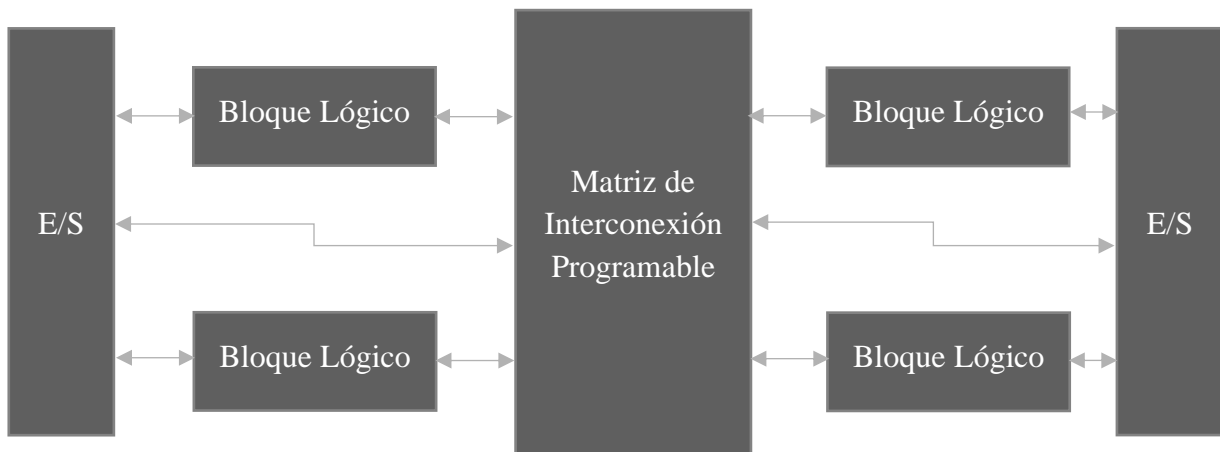 E/S
Bloque Lógico
Bloque Lógico
Matriz de
Interconexión
Programable
Bloque Lógico
Bloque Lógico
E/S